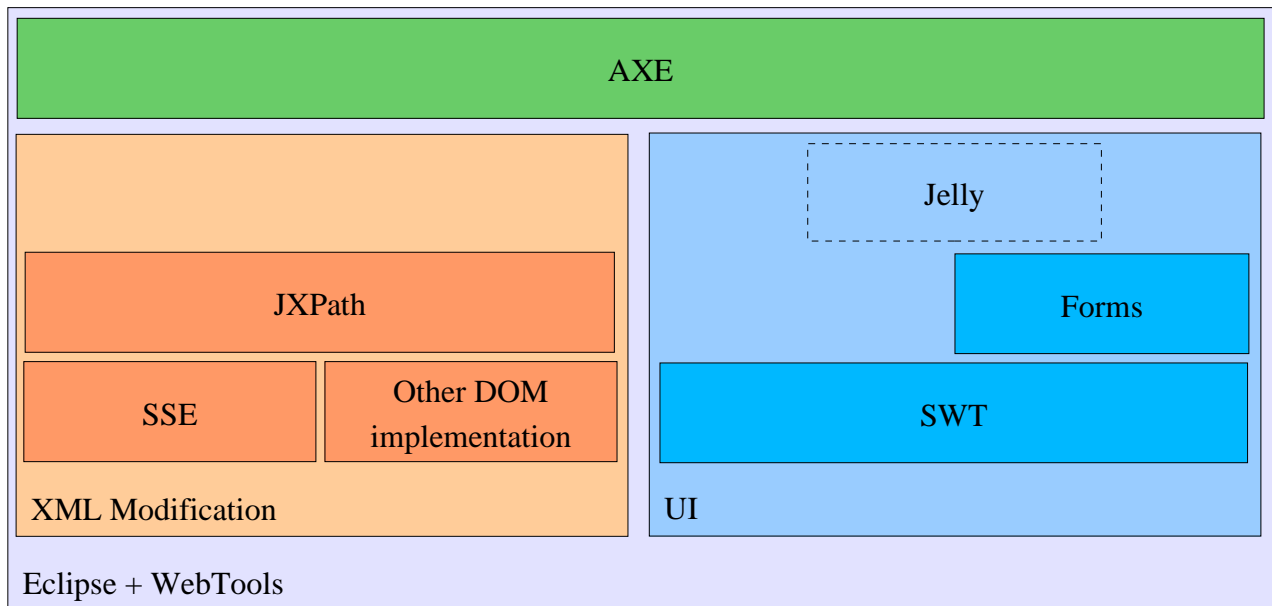 AXE
Jelly
JXPath
Forms
SSE
Other DOM
implementation
SWT
XML Modification
UI
Eclipse + WebTools